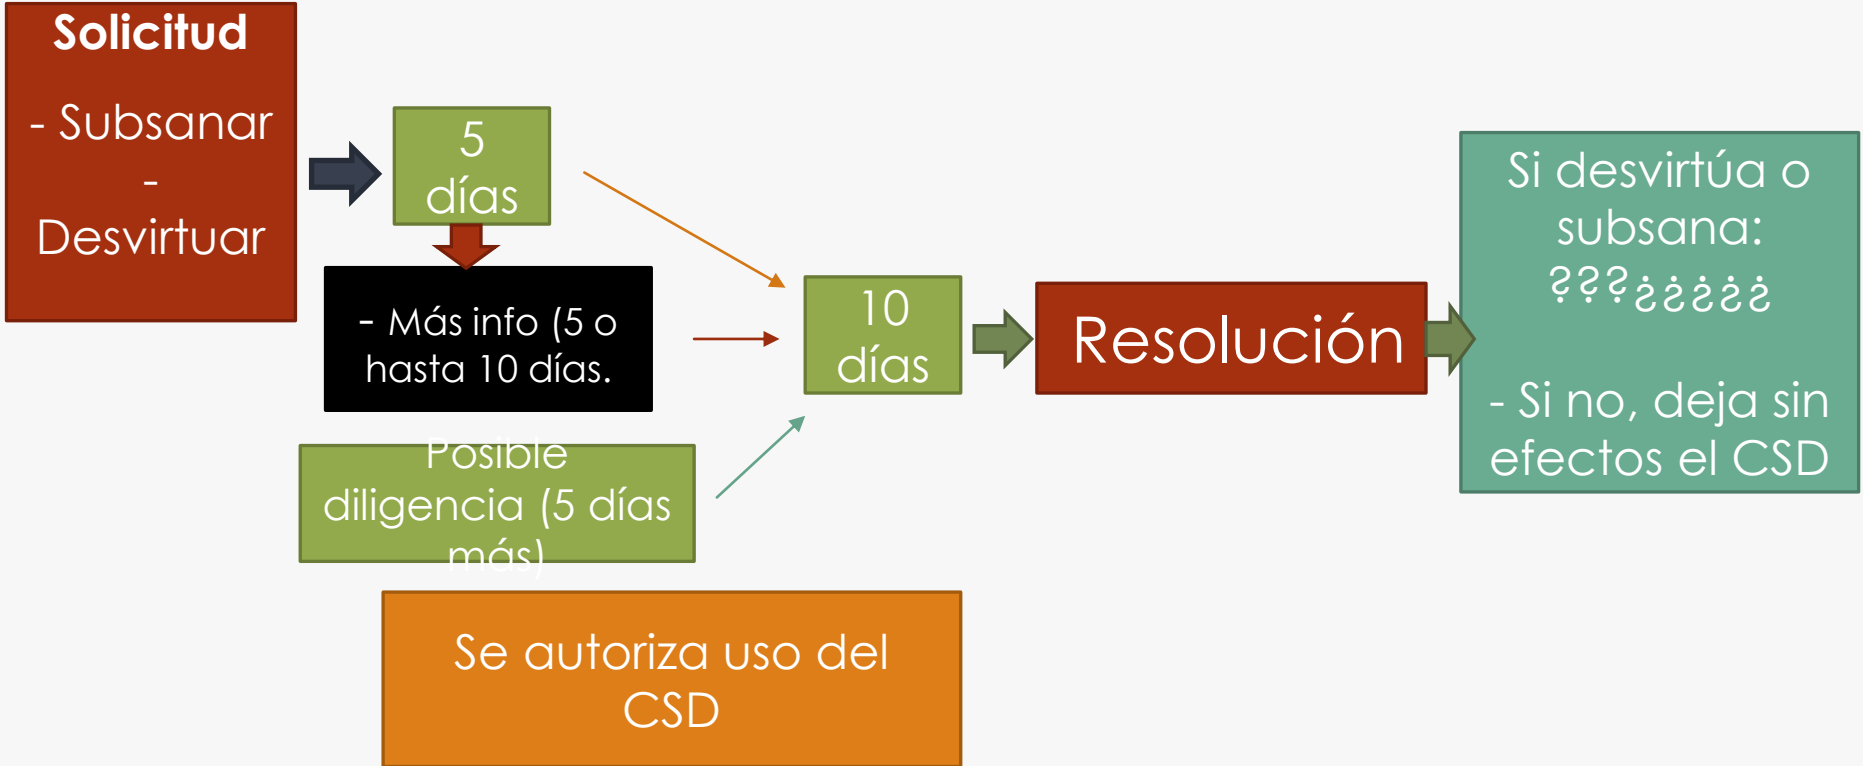 Solicitud
- Subsanar
-
Desvirtuar
5
días
- Más info (5 o
hasta 10 días.
Posible
diligencia (5 días
más)
Se autoriza uso del
CSD
10
días
Resolución
Si desvirtúa o
subsana:
???¿¿¿¿¿
- Si no, deja sin
efectos el CSD